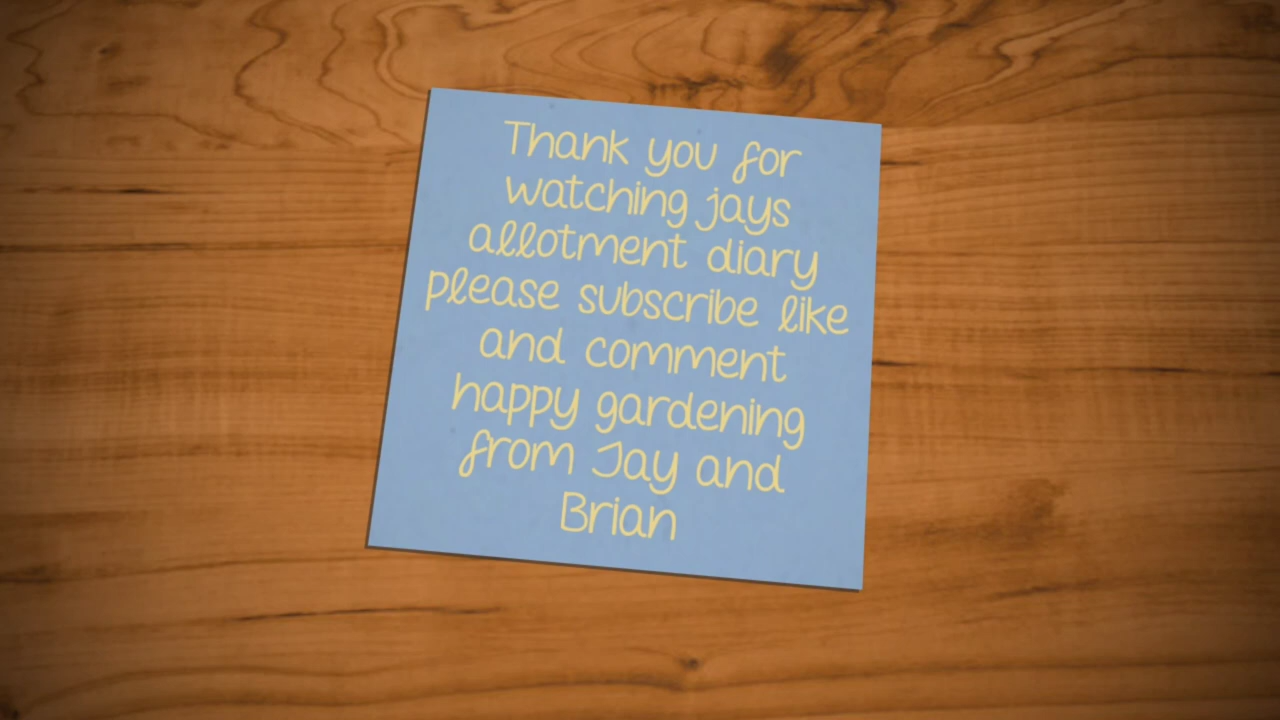 Thank you for
watching jays
allotment diary
please subscribe like
and comment
happy gardening
from Jay and
Brian